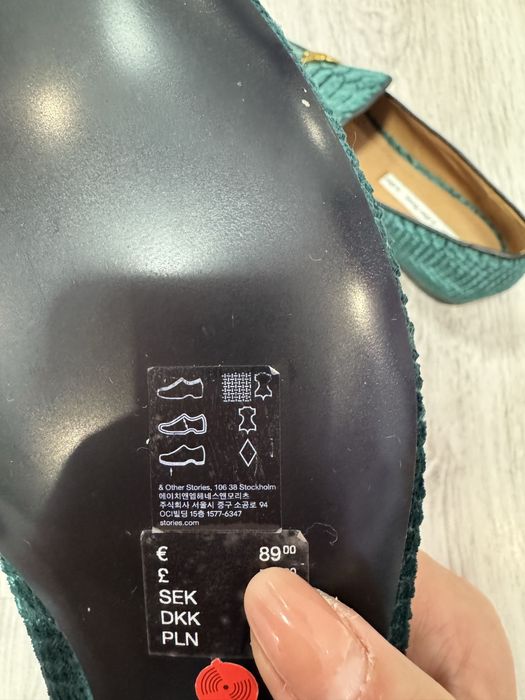 & Other Stories, 106 38 Stockholm
에이치앤엠헤네스앤모리츠
주식회사 서울시 중구 소공로 94
OCI빌딩 15층 1577-6347
stories.com
€ 89⁰⁰
£
SEK
DKK
PLN